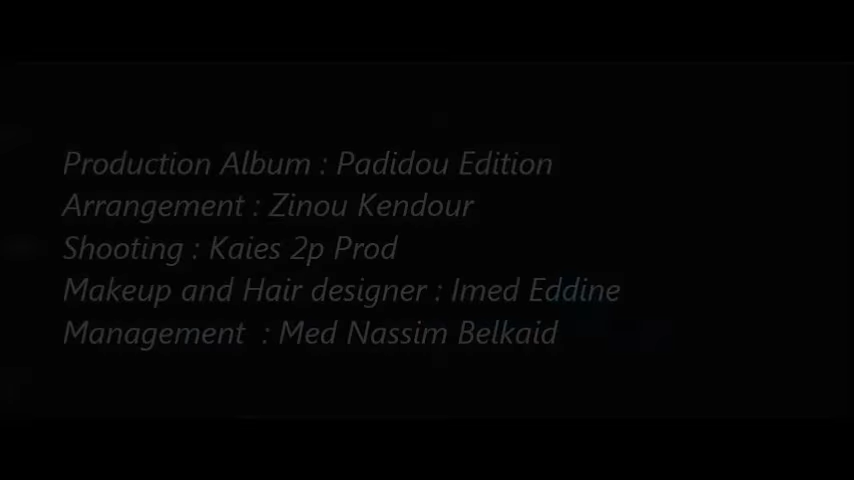 Production Album : Padidou Edition
Arrangement : Zinou Kendour
Shooting : Kaies 2p Prod
Makeup and Hair designer : Imed Eddine
Management  : Med Nassim Belkaid